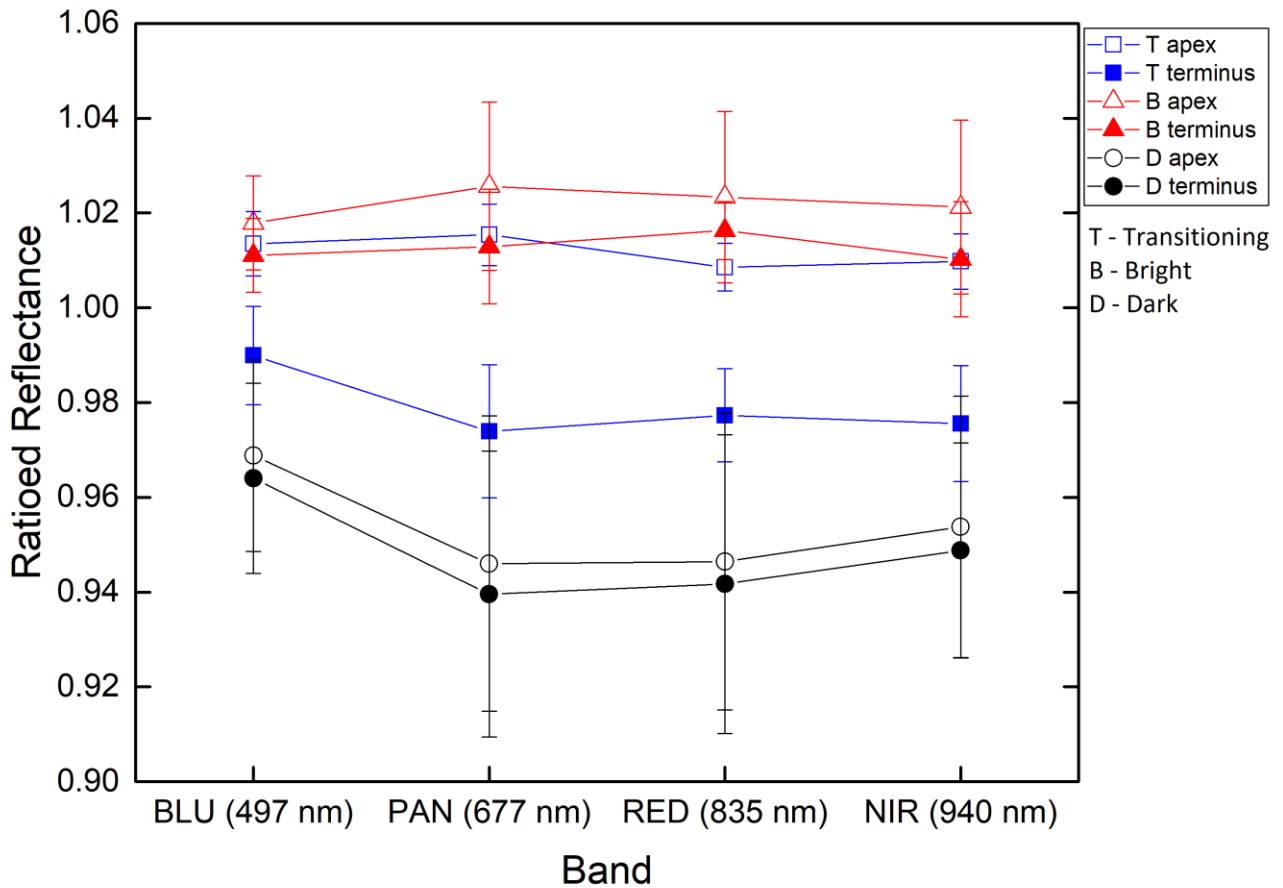 1.06
1.04
1.02
1.00
0.98
0.96
0.94
0.92
0.90
Ratioed Reflectance
BLU (497 nm) PAN (677 nm) RED (835 nm) NIR (940 nm)
Band
T apex
T terminus
B apex
B terminus
D apex
D terminus
T - Transitioning
B - Bright
D - Dark